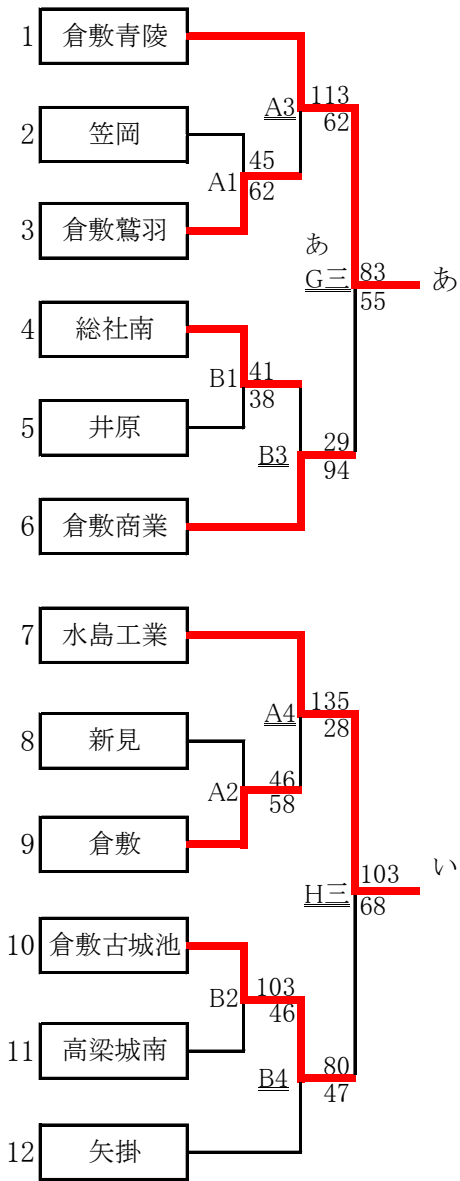 1 倉敷青陵
A3 113
62
2 笠岡
A1 45
62
3 倉敷鷲羽
あ
G三 83 あ
55
4 総社南
B1 41
38
5 井原
B3 29
94
6 倉敷商業
7 水島工業
A4 135
28
8 新見
A2 46
58
9 倉敷
い
H三 103
68
10 倉敷古城池
B2 103
46
11 高梁城南
B4 80
47
12 矢掛